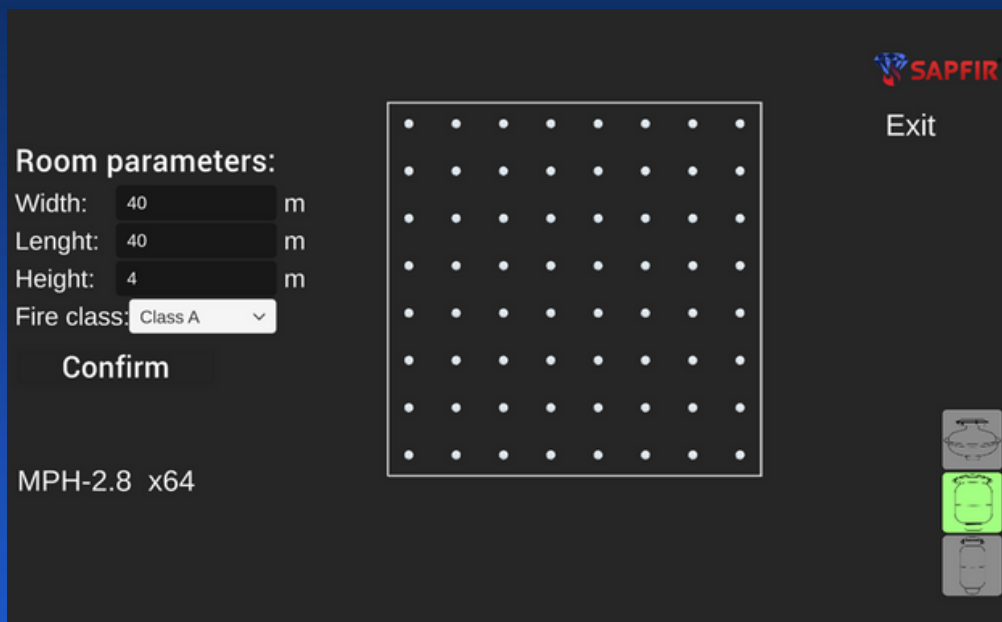 SAPFIR
Exit
Room parameters:
Width: 40 m
Lenght: 40 m
Height: 4 m
Fire class: Class A
Confirm
MPH-2.8 x64